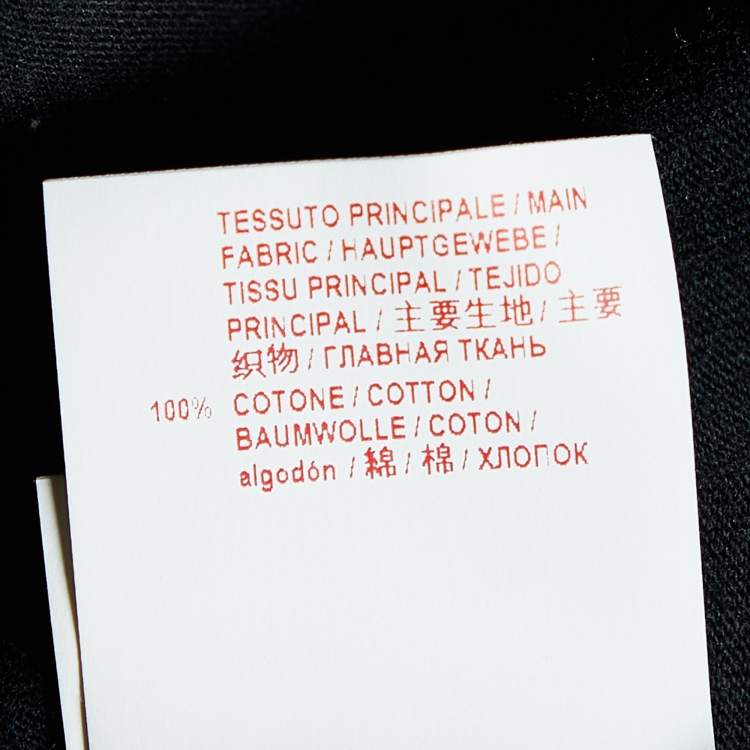 TESSUTO PRINCIPALE / MAIN
FABRIC / HAUPTGEWEBE /
TISSU PRINCIPAL / TEJIDO
PRINCIPAL / 主要生地 / 主要
织物 / ГЛАВНАЯ ТКАНЬ
100% COTONE / COTTON /
BAUMWOLLE / COTON /
algodón / 綿 / 棉 / ХЛОПОК